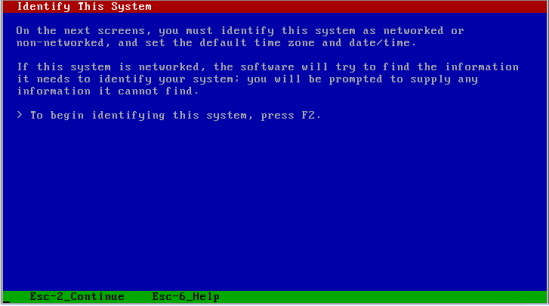 Identify This System
On the next screens, you must identify this system as networked or
non-networked, and set the default time zone and date/time.
If this system is networked, the software will try to find the information
it needs to identify your system; you will be prompted to supply any
information it cannot find.
> To begin identifying this system, press F2.
Esc-2_Continue    Esc-6_Help